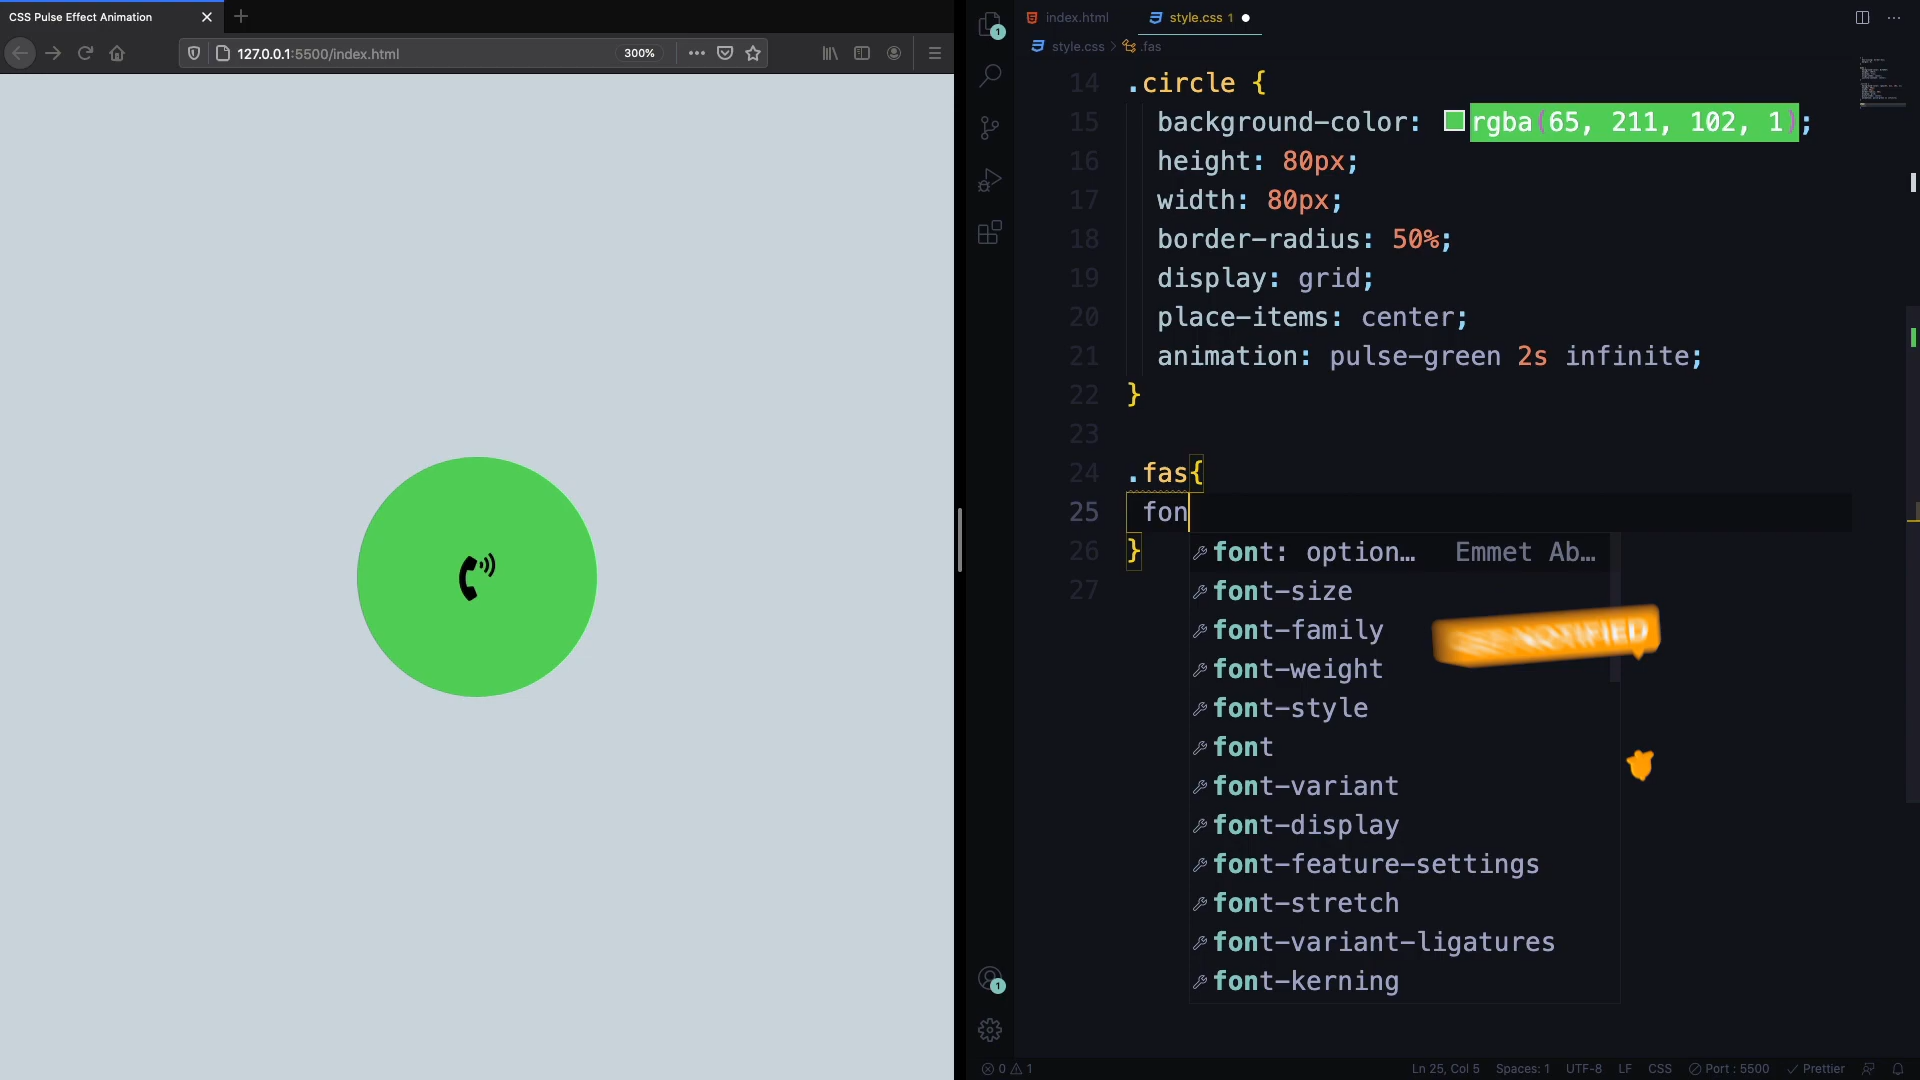 CSS Pulse Effect Animation
127.0.0.1:5500/index.html
300%
index.html
style.css 1
style.css > .fas
14 .circle {
15 background-color: rgba(65, 211, 102, 1);
16 height: 80px;
17 width: 80px;
18 border-radius: 50%;
19 display: grid;
20 place-items: center;
21 animation: pulse-green 2s infinite;
22 }
23
24 .fas{
25 fon
26 }
27
font: option… Emmet Ab…
font-size
font-family
font-weight
font-style
font
font-variant
font-display
font-feature-settings
font-stretch
font-variant-ligatures
font-kerning
NOTIFIED
1
1
0 1
Ln 25, Col 5 Spaces: 1 UTF-8 LF CSS Port : 5500 Prettier